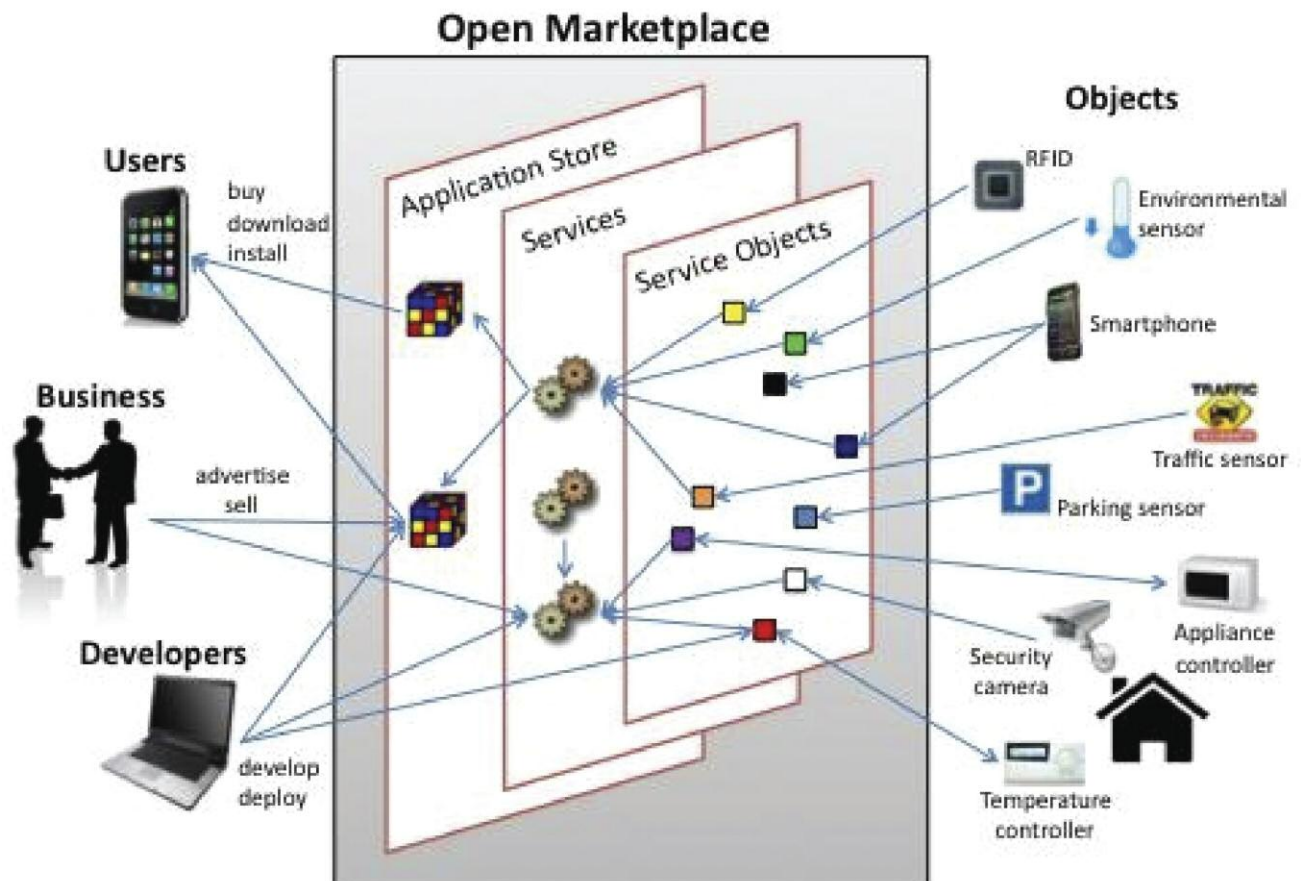 Open Marketplace
Objects
Users
buy
download
install
Application Store
Services
Service Objects
RFID
Environmental
sensor
Smartphone
Business
advertise
sell
TRAFFIC
Traffic sensor
P
Parking sensor
Appliance
controller
Security
camera
Developers
develop
deploy
Temperature
controller